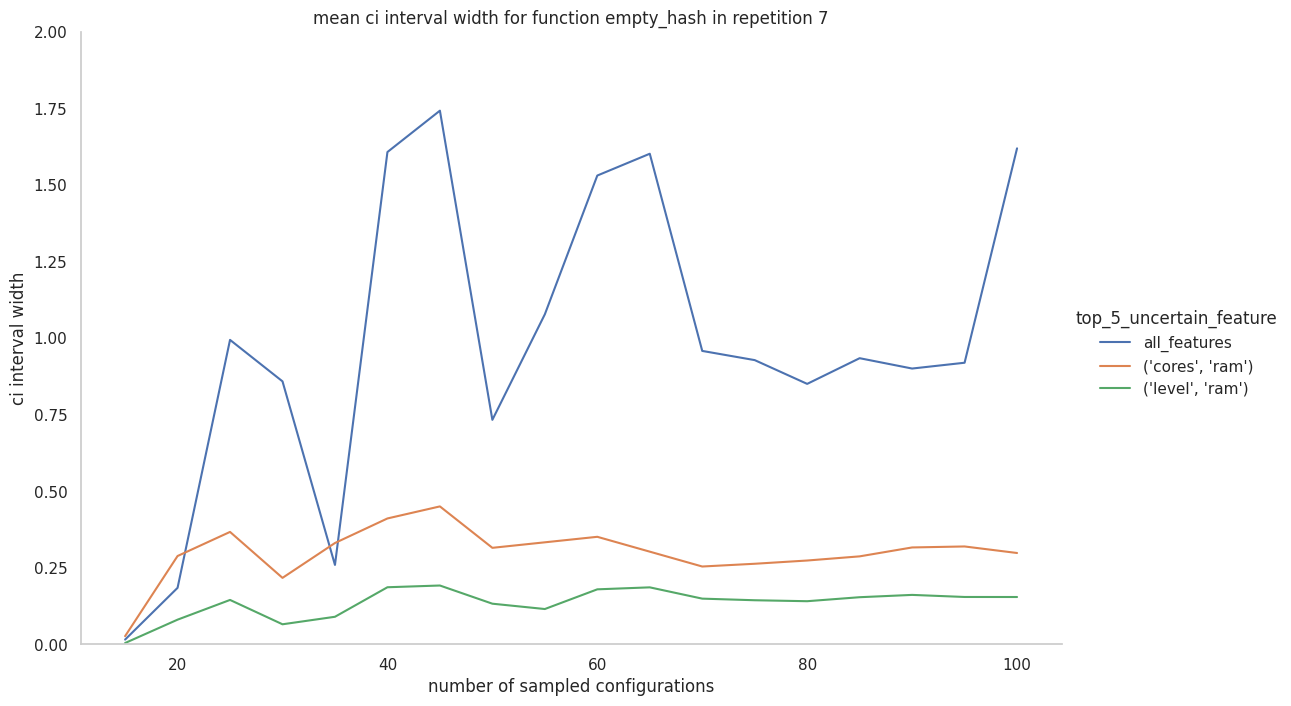 mean ci interval width for function empty_hash in repetition 7
2.00
1.75
1.50
1.25
1.00
0.75
0.50
0.25
0.00
ci interval width
20
40
60
80
100
number of sampled configurations
top_5_uncertain_feature
all_features
('cores', 'ram')
('level', 'ram')